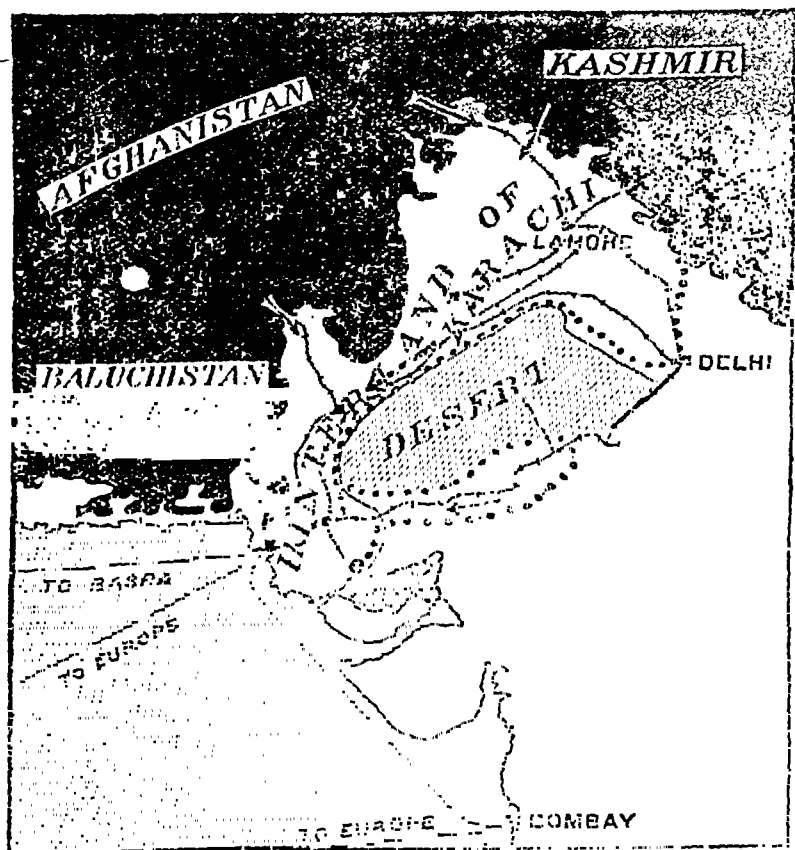 KASHMIR
AFGHANISTAN
HINTERLAND OF
KARACHI
LAHORE
BALUCHISTAN
DELHI
DESERT
TO BASRA
TO EUROPE
TO EUROPE
BOMBAY